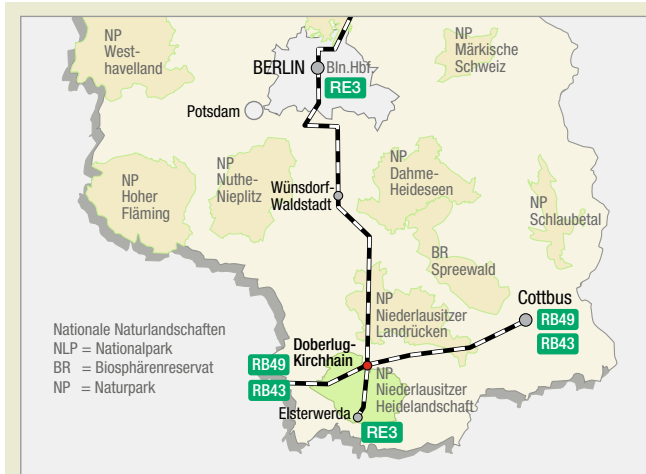 NP
West-
havelland
NP
Märkische
Schweiz
BERLIN
Bln.Hbf
RE3
Potsdam
NP
Hoher
Fläming
NP
Nuthe-
Nieplitz
Wünsdorf-
Waldstadt
NP
Dahme-
Heideseen
NP
Schlaubetal
BR
Spreewald
NP
Niederlausitzer
Landrücken
Cottbus
RB49
RB43
Nationale Naturlandschaften
NLP = Nationalpark
BR = Biosphärenreservat
NP = Naturpark
Doberlug-
Kirchhain
RB49
RB43
NP
Niederlausitzer
Heidelandschaft
Elsterwerda
RE3